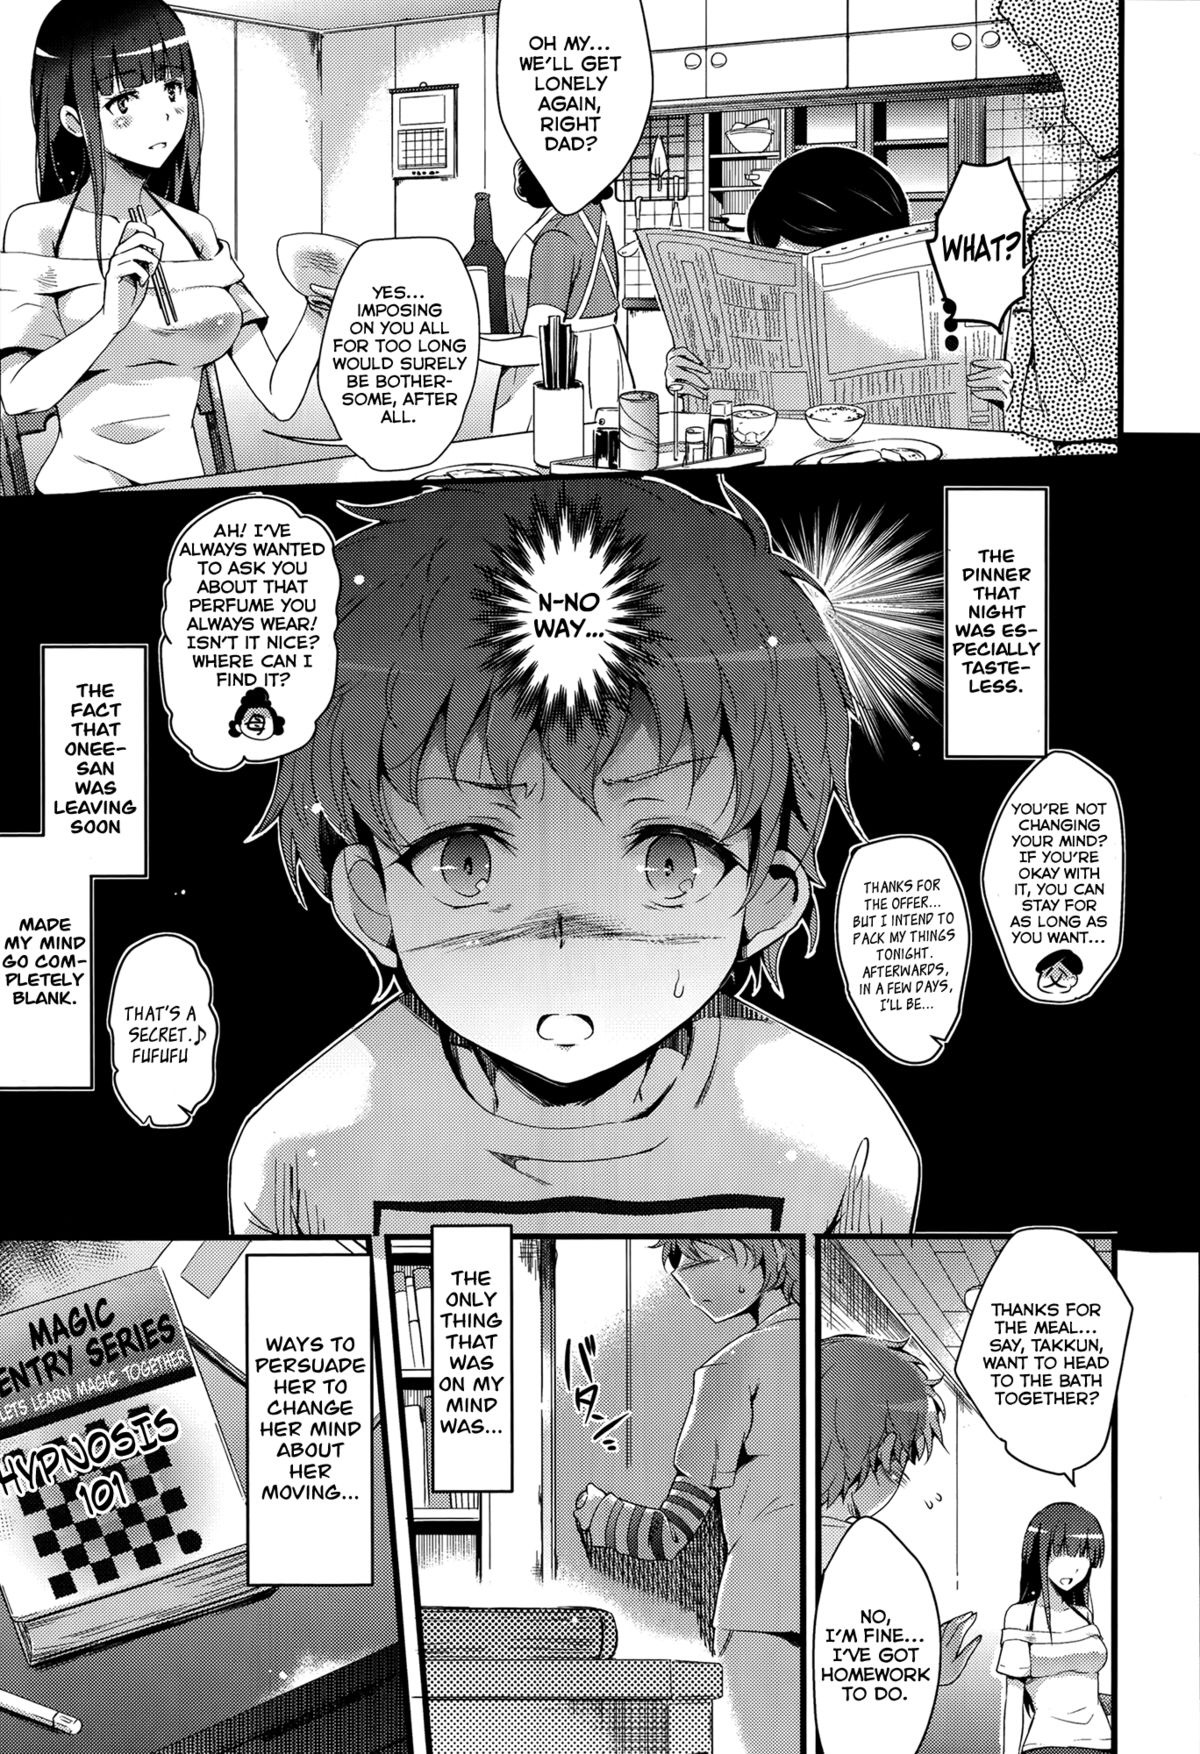 WHAT?
OH MY...
WE'LL GET
LONELY
AGAIN,
RIGHT
DAD?
YES...
IMPOSING
ON YOU ALL
FOR TOO LONG
WOULD SURELY
BE BOTHER-
SOME, AFTER
ALL.
THE
DINNER
THAT
NIGHT
WAS ES-
PECIALLY
TASTE-
LESS.
YOU'RE NOT
CHANGING
YOUR MIND?
IF YOU'RE
OKAY WITH
IT, YOU CAN
STAY FOR
AS LONG AS
YOU WANT...
父
THANKS FOR
THE OFFER...
BUT I INTEND TO
PACK MY THINGS
TONIGHT.
AFTERWARDS,
IN A FEW DAYS,
I'LL BE...
N-NO
WAY...
AH! I'VE
ALWAYS WANTED
TO ASK YOU
ABOUT THAT
PERFUME YOU
ALWAYS WEAR!
ISN'T IT NICE?
WHERE CAN I
FIND IT?
母
THAT'S A
SECRET.♪
FUFUFU
THE
FACT
THAT
ONEE-
SAN
WAS
LEAVING
SOON
MADE
MY MIND
GO COM-
PLETELY
BLANK.
THANKS FOR
THE MEAL...
SAY, TAKKUN,
WANT TO HEAD
TO THE BATH
TOGETHER?
NO,
I'M FINE...
I'VE GOT
HOMEWORK
TO DO.
THE
ONLY
THING
THAT WAS
ON MY
MIND
WAS...
バタン
WAYS TO
PERSUADE
HER TO
CHANGE
HER MIND
ABOUT
HER
MOVING...
MAGIC
ENTRY SERIES
LETS LEARN MAGIC TOGETHER
HYPNOSIS
101